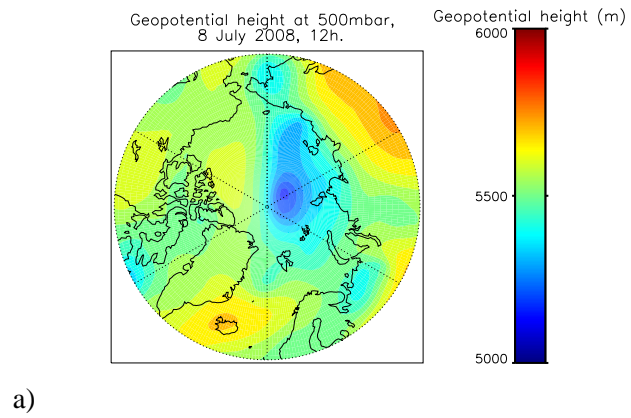 Geopotential height at 500mbar,
8 July 2008, 12h.
Geopotential height (m)
6000
5500
5000
a)